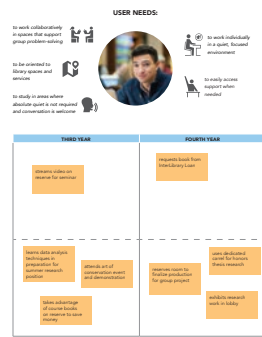 USER NEEDS:
to work collaboratively
in spaces that support
group problem-solving
to work individually
in a quiet, focused
environment
to be oriented to
library spaces and
services
to easily access
support when
needed
to study in areas where
absolute quiet is not required
and conversation is welcome
THIRD YEAR
FOURTH YEAR
streams video on
reserve for seminar
requests book from
InterLibrary Loan
learns data analysis
techniques in
preparation for
summer research
position
attends art of
conservation event
and demonstration
takes advantage
of course books
on reserve to save
money
reserves room to
finalize production
for group project
uses dedicated
carrel for honors
thesis research
exhibits research
work in lobby